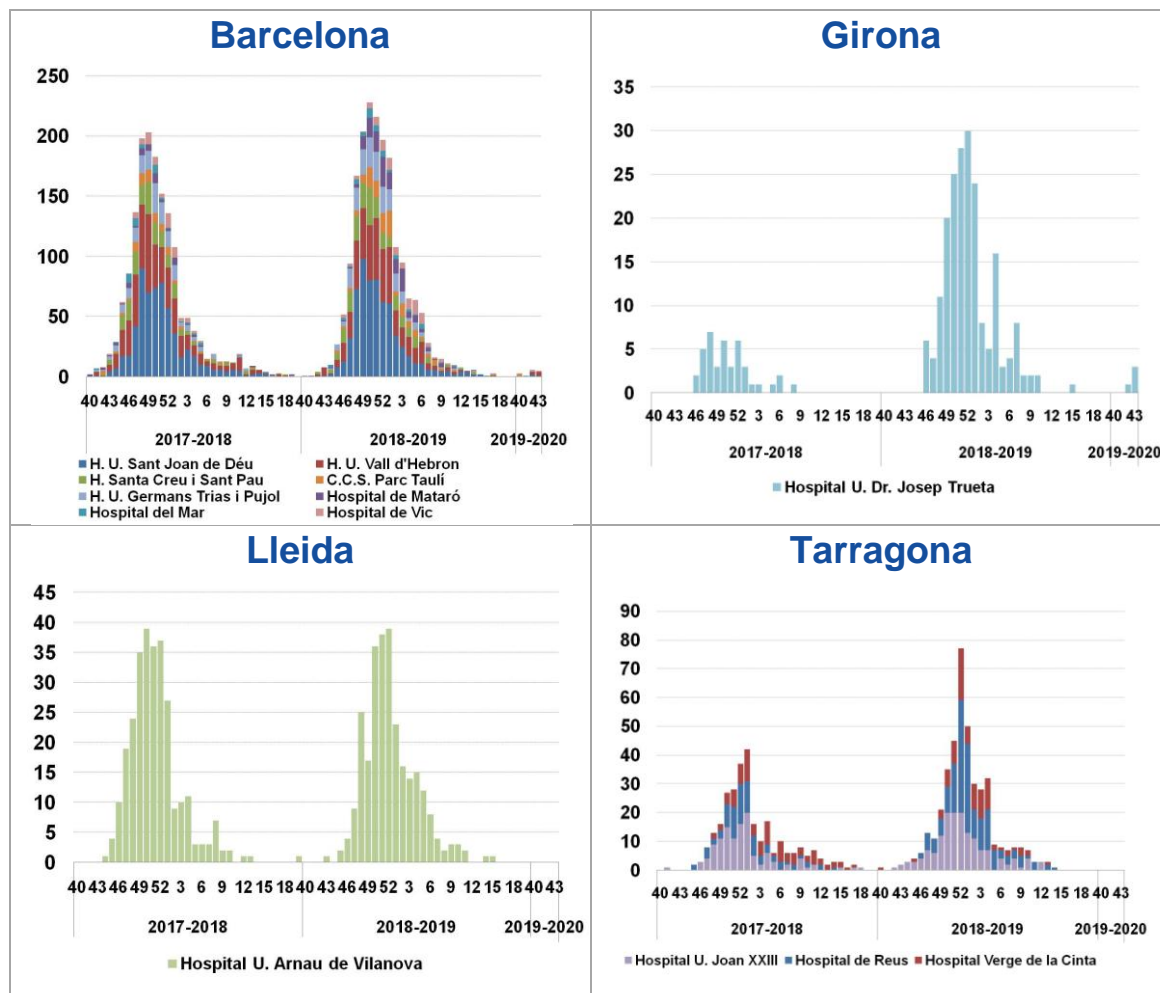 Barcelona
250
200
150
100
50
0
40 43 46 49 52 3 6 9 12 15 18 40 43 46 49 52 3 6 9 12 15 18 40 43
2017-2018 2018-2019 2019-2020
H. U. Sant Joan de Déu H. U. Vall d'Hebron
H. Santa Creu i Sant Pau C.C.S. Parc Taulí
H. U. Germans Trias i Pujol Hospital de Mataró
Hospital del Mar Hospital de Vic
Girona
35
30
25
20
15
10
5
0
40 43 46 49 52 3 6 9 12 15 18 40 43 46 49 52 3 6 9 12 15 18 40 43
2017-2018 2018-2019 2019-2020
Hospital U. Dr. Josep Trueta
Lleida
45
40
35
30
25
20
15
10
5
0
40 43 46 49 52 3 6 9 12 15 18 40 43 46 49 52 3 6 9 12 15 18 40 43
2017-2018 2018-2019 2019-2020
Hospital U. Arnau de Vilanova
Tarragona
90
80
70
60
50
40
30
20
10
0
40 43 46 49 52 3 6 9 12 15 18 40 43 46 49 52 3 6 9 12 15 18 40 43
2017-2018 2018-2019 2019-2020
Hospital U. Joan XXIII Hospital de Reus Hospital Verge de la Cinta